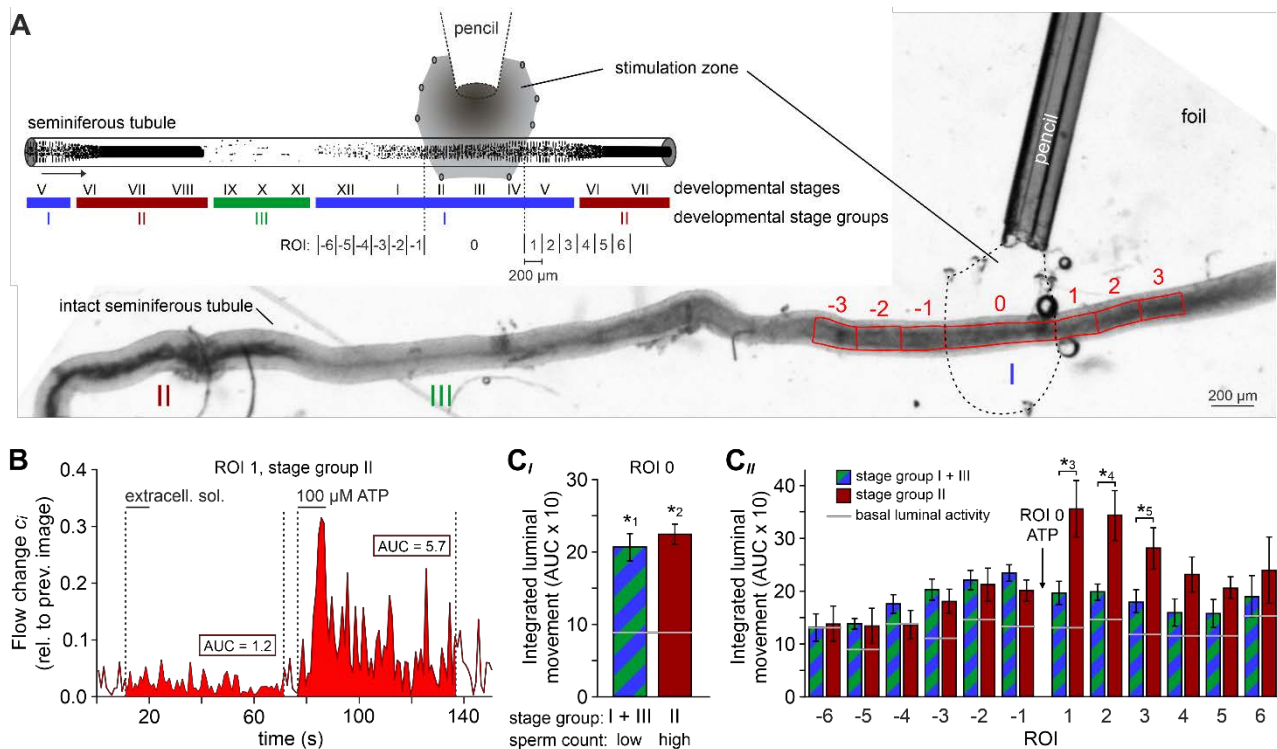 A
pencil
stimulation zone
seminiferous tubule
pencil
foil
V VI VII VIII IX X XI XII I II III IV V VI VII
developmental stages
I II III I II
developmental stage groups
ROI: -6 -5 -4 -3 -2 -1 0 1 2 3 4 5 6
200 µm
intact seminiferous tubule
-3 -2 -1 0 1 2 3
II III I
200 µm
B
ROI 1, stage group II
extracell. sol.
100 µM ATP
AUC = 5.7
AUC = 1.2
Flow change ci
(rel. to prev. image)
0.4
0.3
0.2
0.1
0.0
20 60 100 140
time (s)
CI
ROI 0
Integrated luminal
movement (AUC x 10)
30
20
10
0
*1 *2
stage group: I + III II
sperm count: low high
CII
stage group I + III
stage group II
basal luminal activity
ROI 0
ATP
*3
*4
*5
Integrated luminal
movement (AUC x 10)
40
30
20
10
0
-6 -5 -4 -3 -2 -1 1 2 3 4 5 6
ROI